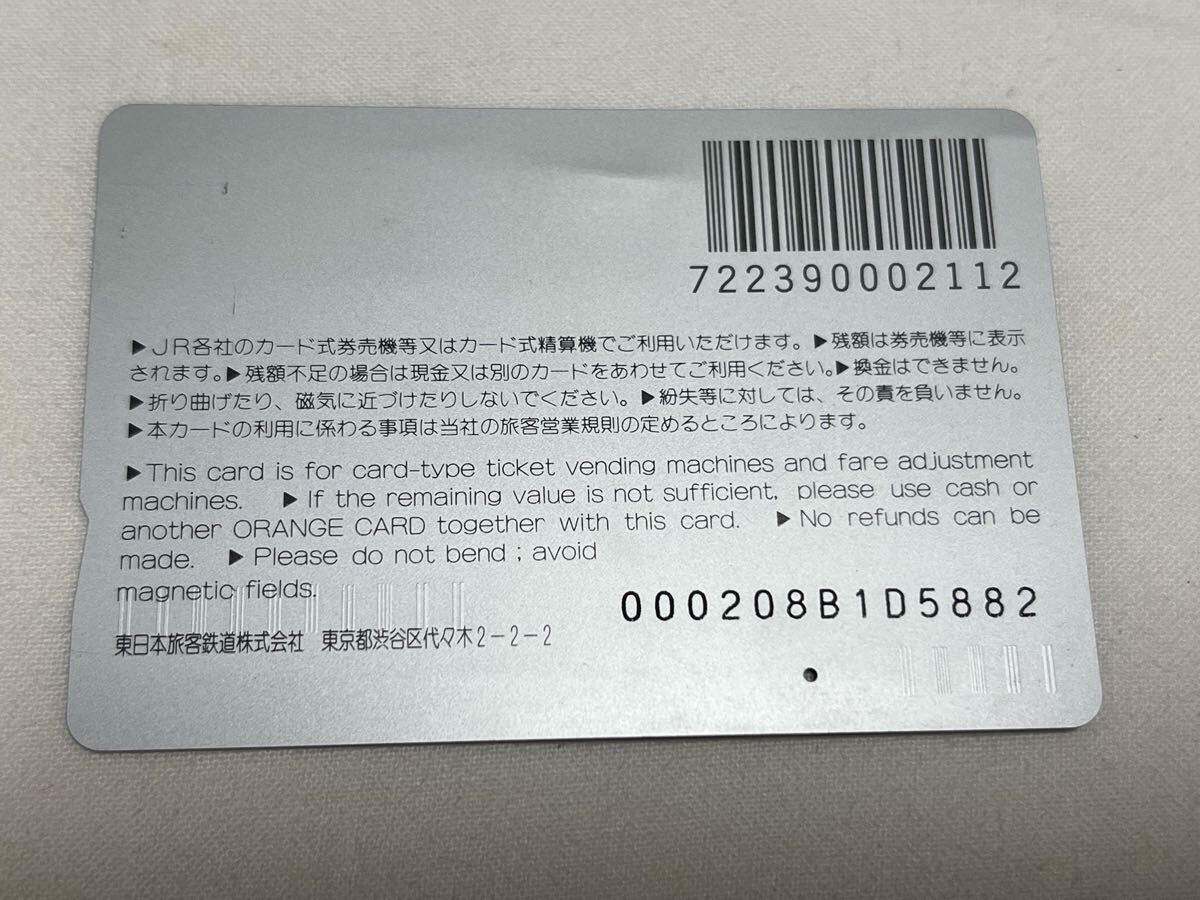 722390002112
▶JR各社のカード式券売機等又はカード式精算機でご利用いただけます。▶残額は券売機等に表示
されます。▶残額不足の場合は現金又は別のカードをあわせてご利用ください。▶換金はできません。
▶折り曲げたり、磁気に近づけたりしないでください。▶紛失等に対しては、その責を負いません。
▶本カードの利用に係わる事項は当社の旅客営業規則の定めるところによります。
▶This card is for card-type ticket vending machines and fare adjustment
machines. ▶If the remaining value is not sufficient, please use cash or
another ORANGE CARD together with this card. ▶No refunds can be
made. ▶Please do not bend; avoid
magnetic fields.
000208B1D5882
東日本旅客鉄道株式会社 東京都渋谷区代々木2-2-2